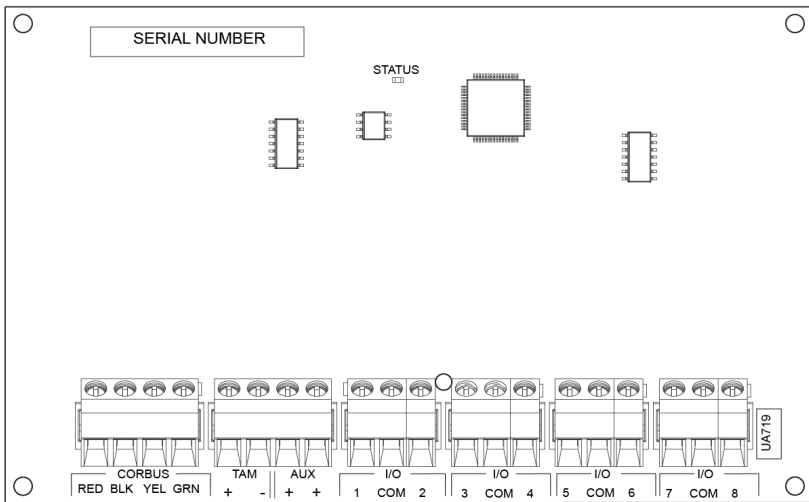 SERIAL NUMBER
STATUS
UA719
CORBUS TAM AUX I/O I/O I/O I/O
RED BLK YEL GRN + - + + 1 COM 2 3 COM 4 5 COM 6 7 COM 8